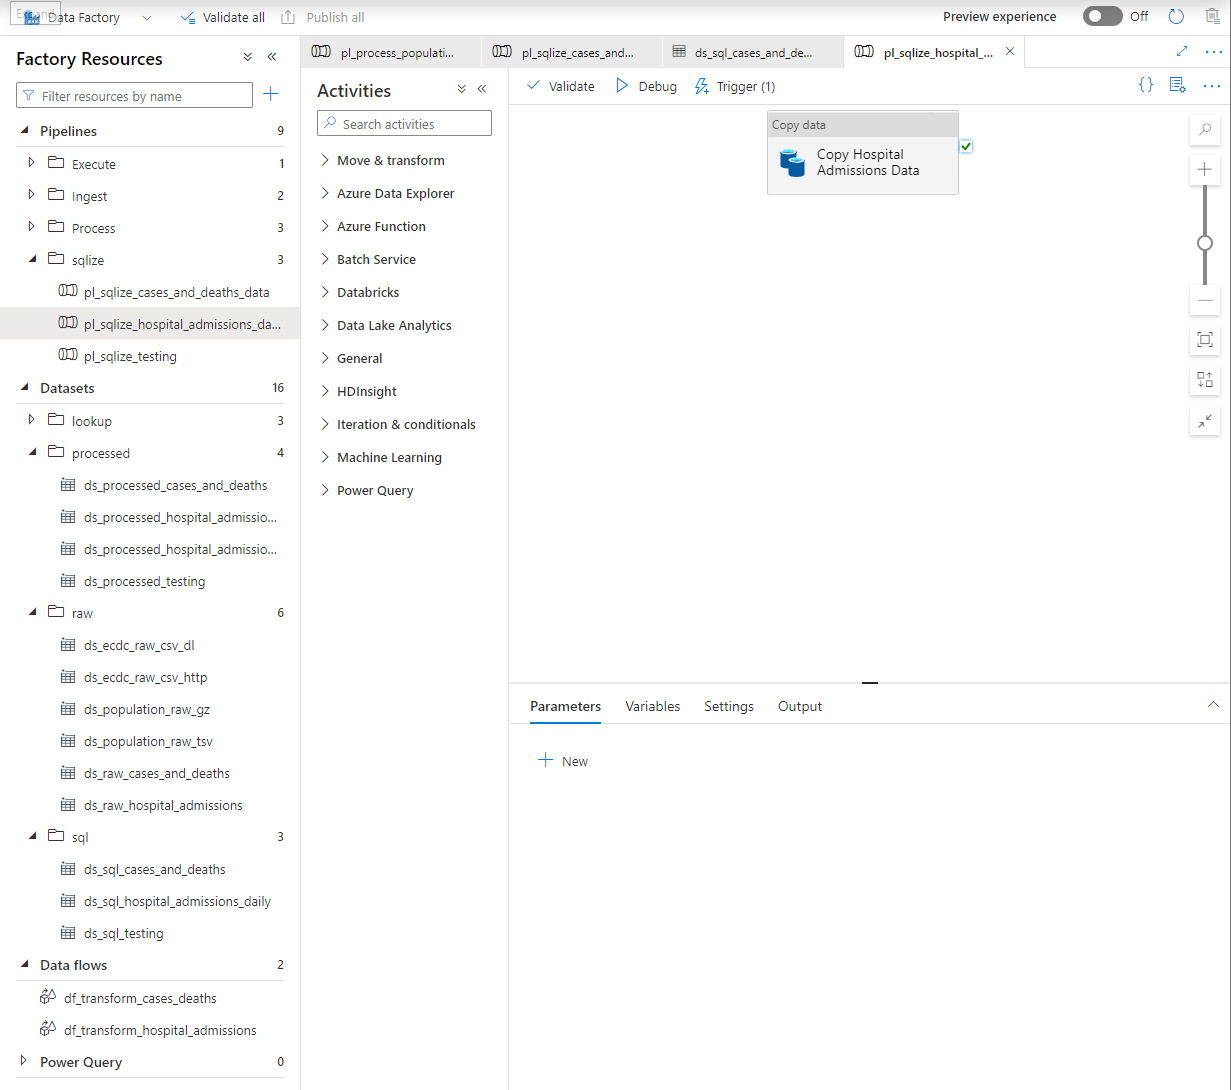 Data Factory
Validate all
Publish all
Preview experience
Off
Factory Resources
Filter resources by name
Pipelines 9
Execute 1
Ingest 2
Process 3
sqlize 3
pl_sqlize_cases_and_deaths_data
pl_sqlize_hospital_admissions_da...
pl_sqlize_testing
Datasets 16
lookup 3
processed 4
ds_processed_cases_and_deaths
ds_processed_hospital_admissio...
ds_processed_hospital_admissio...
ds_processed_testing
raw 6
ds_ecdc_raw_csv_dl
ds_ecdc_raw_csv_http
ds_population_raw_gz
ds_population_raw_tsv
ds_raw_cases_and_deaths
ds_raw_hospital_admissions
sql 3
ds_sql_cases_and_deaths
ds_sql_hospital_admissions_daily
ds_sql_testing
Data flows 2
df_transform_cases_deaths
df_transform_hospital_admissions
Power Query 0
pl_process_populati...
pl_sqlize_cases_and...
ds_sql_cases_and_de...
pl_sqlize_hospital_...
Activities
Search activities
Move & transform
Azure Data Explorer
Azure Function
Batch Service
Databricks
Data Lake Analytics
General
HDInsight
Iteration & conditionals
Machine Learning
Power Query
Validate
Debug
Trigger (1)
Copy data
Copy Hospital
Admissions Data
Parameters
Variables
Settings
Output
New